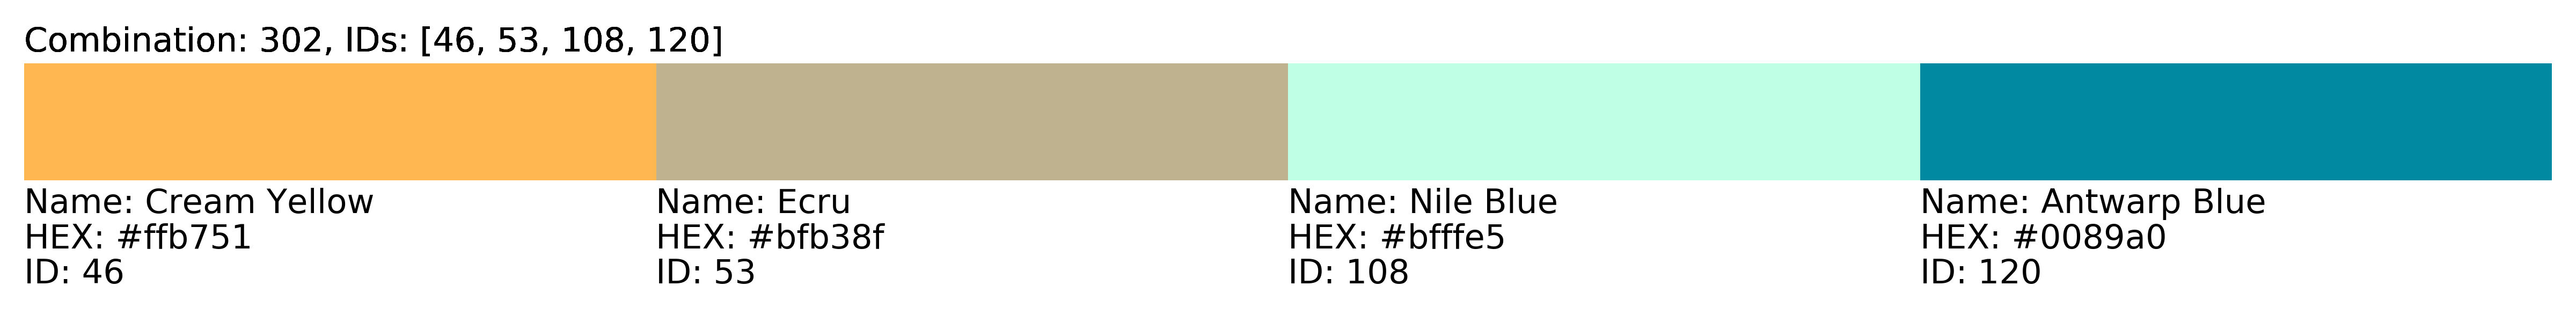 Combination: 302, IDs: [46, 53, 108, 120]
Name: Cream Yellow
HEX: #ffb751
ID: 46
Name: Ecru
HEX: #bfb38f
ID: 53
Name: Nile Blue
HEX: #bfffe5
ID: 108
Name: Antwarp Blue
HEX: #0089a0
ID: 120